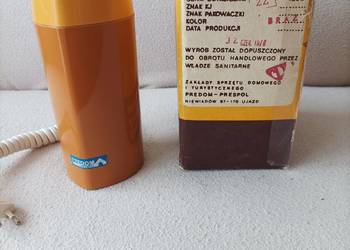 ZNAK KJ
ZNAK PAKOWACZKI
KOLOR
DATA PRODUKCJI
WYRÓB ZOSTAŁ DOPUSZCZONY
DO OBROTU HANDLOWEGO PRZEZ
WŁADZE SANITARNE
ZAKŁADY SPRZĘTU DOMOWEGO
I TURYSTYCZNEGO
PREDOM-PRESPOL
NIEWIADÓW 97-170 UJAZD
PREDOM